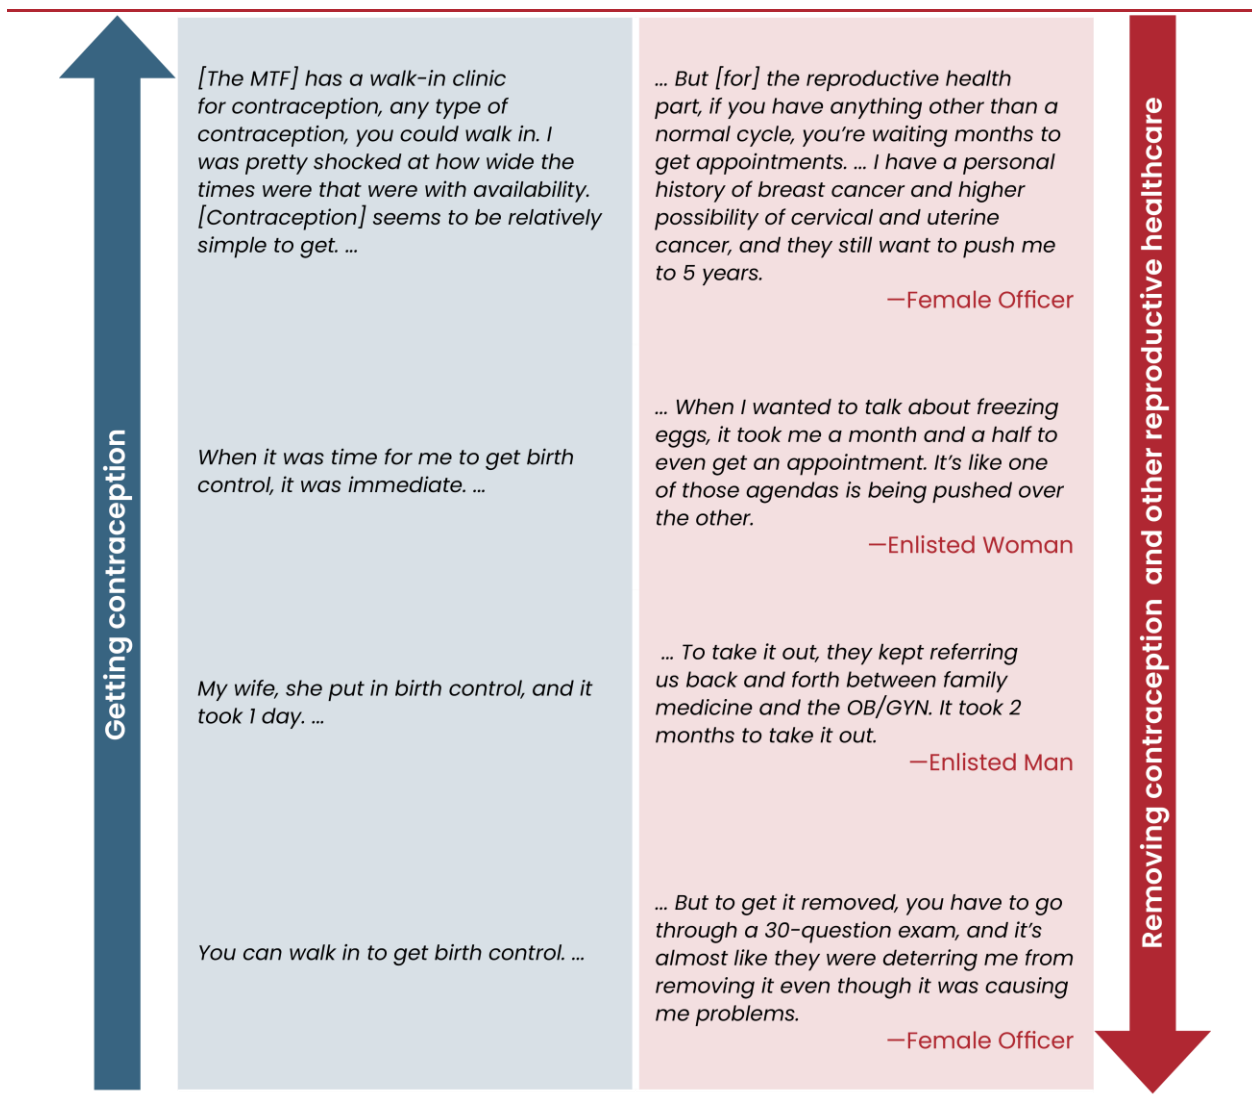 Getting contraception
[The MTF] has a walk-in clinic
for contraception, any type of
contraception, you could walk in. I
was pretty shocked at how wide the
times were that were with availability.
[Contraception] seems to be relatively
simple to get. ...
... But [for] the reproductive health
part, if you have anything other than a
normal cycle, you’re waiting months to
get appointments. ... I have a personal
history of breast cancer and higher
possibility of cervical and uterine
cancer, and they still want to push me
to 5 years.
—Female Officer
When it was time for me to get birth
control, it was immediate. ...
... When I wanted to talk about freezing
eggs, it took me a month and a half to
even get an appointment. It’s like one
of those agendas is being pushed over
the other.
—Enlisted Woman
My wife, she put in birth control, and it
took 1 day. ...
... To take it out, they kept referring
us back and forth between family
medicine and the OB/GYN. It took 2
months to take it out.
—Enlisted Man
You can walk in to get birth control. ...
... But to get it removed, you have to go
through a 30-question exam, and it’s
almost like they were deterring me from
removing it even though it was causing
me problems.
—Female Officer
Removing contraception and other reproductive healthcare